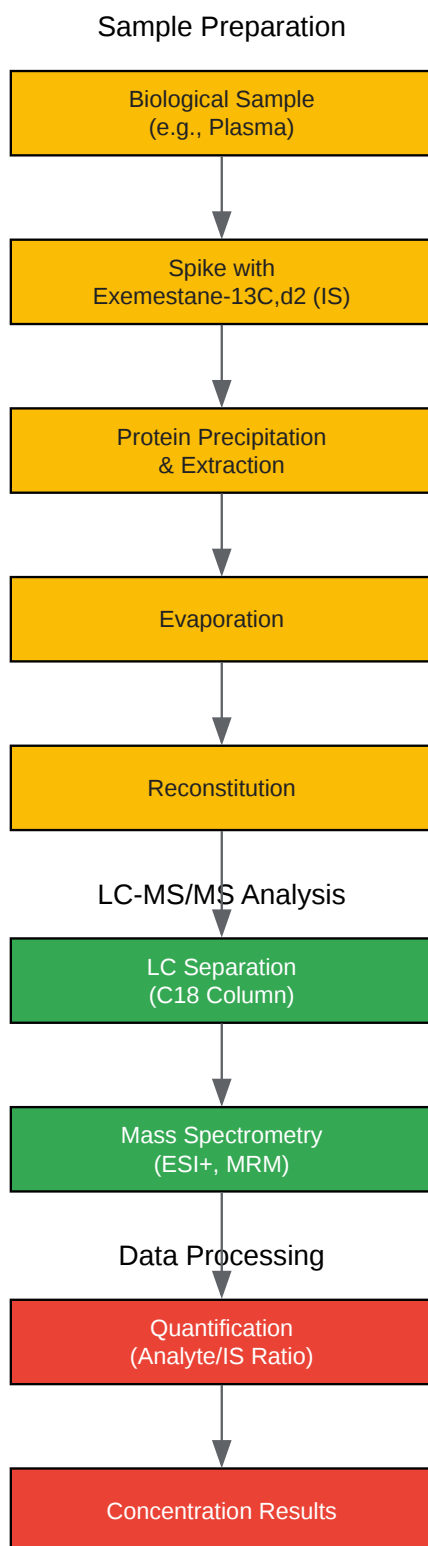 Sample Preparation
Biological Sample
(e.g., Plasma)
Spike with
Exemestane-13C,d2 (IS)
Protein Precipitation
& Extraction
Evaporation
Reconstitution
LC-MS/MS Analysis
LC Separation
(C18 Column)
Mass Spectrometry
(ESI+, MRM)
Data Processing
Quantification
(Analyte/IS Ratio)
Concentration Results